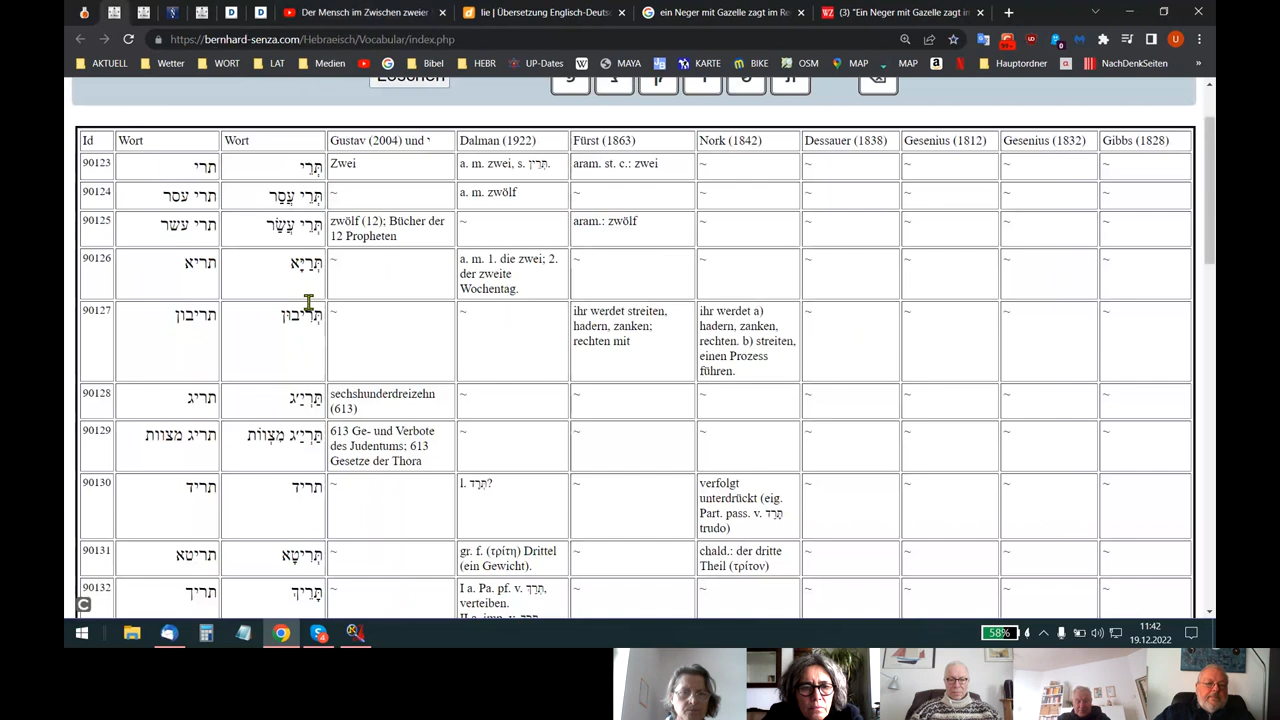 Der Mensch im Zwischen zweier
lie | Übersetzung Englisch-Deuts
ein Neger mit Gazelle zagt im Re
(3) "Ein Neger mit Gazelle zagt im
https://bernhard-senza.com/Hebraeisch/Vocabular/index.php
AKTUELL Wetter WORT LAT Medien Bibel HEBR UP-Dates MAYA KARTE BIKE OSM MAP MAP Hauptordner NachDenkSeiten
Löschen
Id Wort Wort Gustav (2004) und י Dalman (1922) Fürst (1863) Nork (1842) Dessauer (1838) Gesenius (1812) Gesenius (1832) Gibbs (1828)
90123 תרי תְּרֵי Zwei a. m. zwei, s. תְּרֵין. aram. st. c.: zwei ~ ~ ~ ~ ~
90124 תרי עסר תְּרֵי עֲסַר ~ a. m. zwölf ~ ~ ~ ~ ~ ~
90125 תרי עשר תְּרֵי עֲשַׂר zwölf (12); Bücher der ~ aram.: zwölf ~ ~ ~ ~ ~
12 Propheten
90126 תריא תְּרַיָּא ~ a. m. 1. die zwei; 2. ~ ~ ~ ~ ~ ~
der zweite
Wochentag.
90127 תריבון תְּרִיבוּן ~ ~ ihr werdet streiten, ihr werdet a) ~ ~ ~ ~
hadern, zanken; hadern, zanken,
rechten mit rechten. b) streiten,
einen Prozess
führen.
90128 תריג תַּרְיַ״ג sechshunderdreizehn ~ ~ ~ ~ ~ ~ ~
(613)
90129 תריג מצוות תַּרְיַ״ג מִצְווֹת 613 Ge- und Verbote ~ ~ ~ ~ ~ ~ ~
des Judentums; 613
Gesetze der Thora
90130 תריד תריד ~ l. תְּרַד? ~ verfolgt ~ ~ ~ ~
unterdrückt (eig.
Part. pass. v. תָּרַד
trudo)
90131 תריטא תְּרִיטָא ~ gr. f. (τρίτη) Drittel ~ chald.: der dritte ~ ~ ~ ~
(ein Gewicht). Theil (τρίτον)
90132 תריך תָּרֵיךְ ~ I a. Pa. pf. v. תְּרַךְ, ~ ~ ~ ~ ~ ~
verteiben.
58%
11:42
19.12.2022